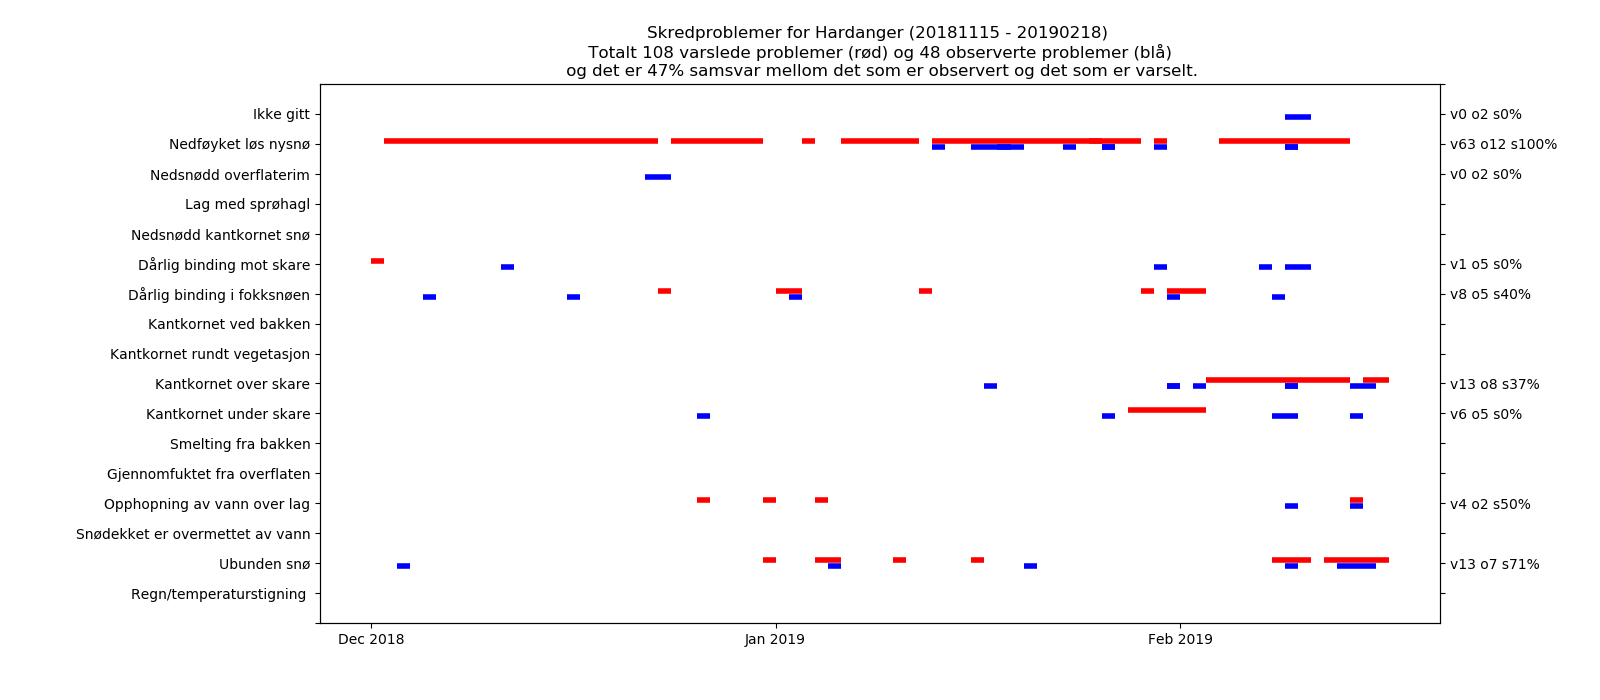 Skredproblemer for Hardanger (20181115 - 20190218)
Totalt 108 varslede problemer (rød) og 48 observerte problemer (blå)
og det er 47% samsvar mellom det som er observert og det som er varselt.
Ikke gitt v0 o2 s0%
Nedføyket løs nysnø v63 o12 s100%
Nedsnødd overflaterim v0 o2 s0%
Lag med sprøhagl
Nedsnødd kantkornet snø
Dårlig binding mot skare v1 o5 s0%
Dårlig binding i fokksnøen v8 o5 s40%
Kantkornet ved bakken
Kantkornet rundt vegetasjon
Kantkornet over skare v13 o8 s37%
Kantkornet under skare v6 o5 s0%
Smelting fra bakken
Gjennomfuktet fra overflaten
Opphopning av vann over lag v4 o2 s50%
Snødekket er overmettet av vann
Ubunden snø v13 o7 s71%
Regn/temperaturstigning
Dec 2018 Jan 2019 Feb 2019